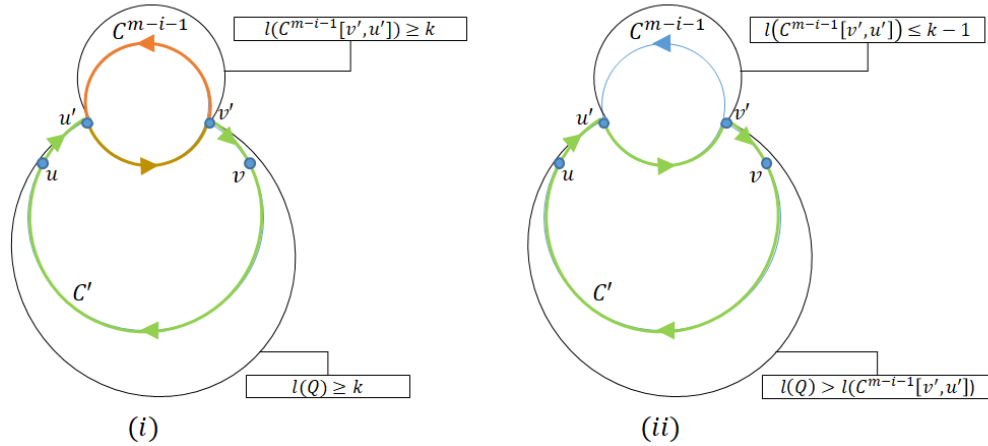 C^{m-i-1}
l(C^{m-i-1}[v',u']) ≥ k
u'
v'
u
v
C'
l(Q) ≥ k
(i)
C^{m-i-1}
l(C^{m-i-1}[v',u']) ≤ k-1
u'
v'
u
v
C'
l(Q) > l(C^{m-i-1}[v',u'])
(ii)